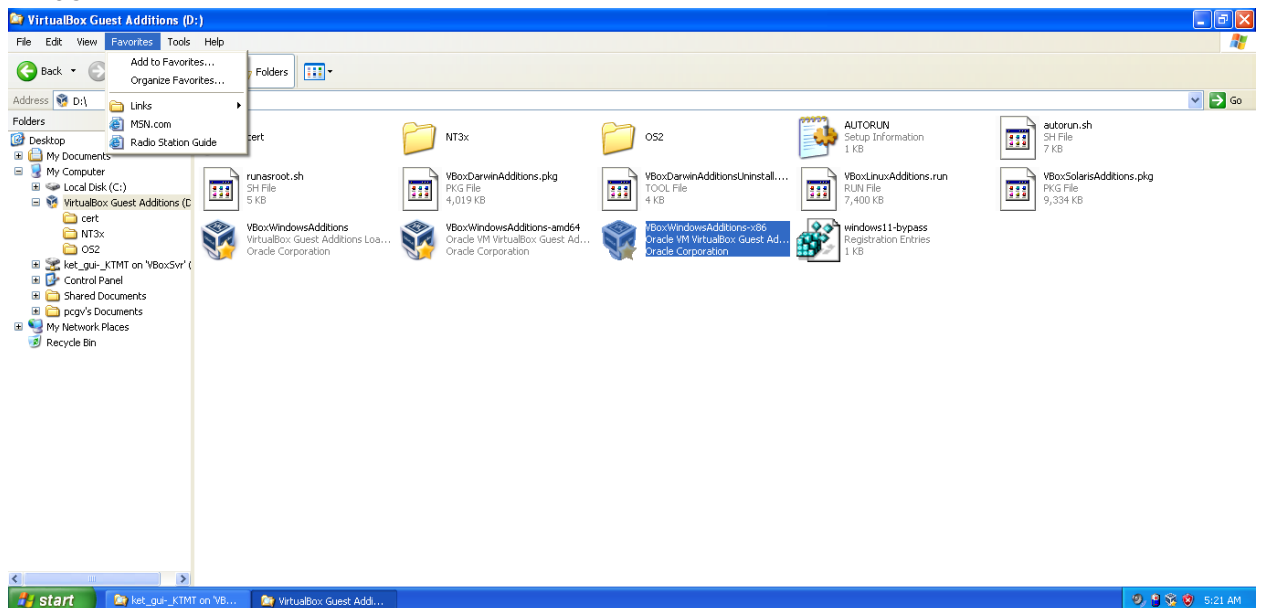 VirtualBox Guest Additions (D:)
File Edit View Favorites Tools Help
Back Folders
Add to Favorites...
Organize Favorites...
Links
MSN.com
Radio Station Guide
Address D:\ Go
Folders
Desktop
My Documents
My Computer
Local Disk (C:)
VirtualBox Guest Additions (D
cert
NT3x
OS2
ket_gui-_KTMT on 'VBoxSvr' (
Control Panel
Shared Documents
pcgv's Documents
My Network Places
Recycle Bin
cert
NT3x
OS2
AUTORUN
Setup Information
1 KB
autorun.sh
SH File
7 KB
runasroot.sh
SH File
5 KB
VBoxDarwinAdditions.pkg
PKG File
4,019 KB
VBoxDarwinAdditionsUninstall....
TOOL File
4 KB
VBoxLinuxAdditions.run
RUN File
7,400 KB
VBoxSolarisAdditions.pkg
PKG File
9,334 KB
VBoxWindowsAdditions
VirtualBox Guest Additions Loa...
Oracle Corporation
VBoxWindowsAdditions-amd64
Oracle VM VirtualBox Guest Ad...
Oracle Corporation
VBoxWindowsAdditions-x86
Oracle VM VirtualBox Guest Ad...
Oracle Corporation
windows11-bypass
Registration Entries
1 KB
start
ket_gui-_KTMT on 'VB...
VirtualBox Guest Addi...
5:21 AM